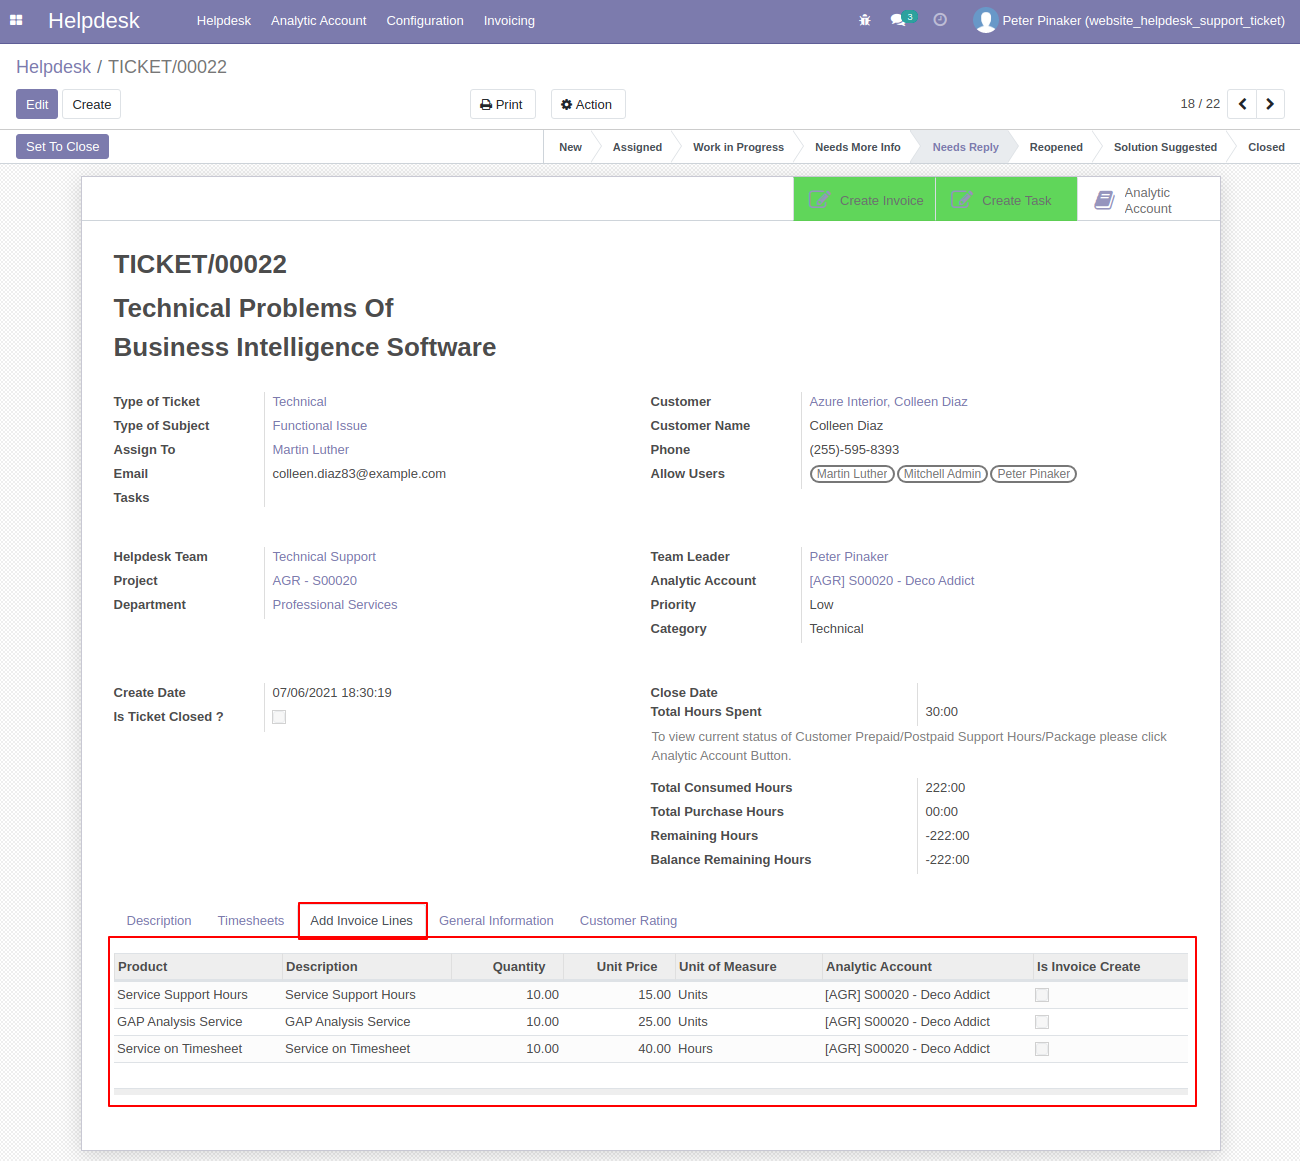 Helpdesk Helpdesk Analytic Account Configuration Invoicing 3 Peter Pinaker (website_helpdesk_support_ticket)
Helpdesk / TICKET/00022
Edit Create Print Action 18 / 22
Set To Close New Assigned Work in Progress Needs More Info Needs Reply Reopened Solution Suggested Closed
Create Invoice Create Task Analytic
Account
TICKET/00022
Technical Problems Of
Business Intelligence Software
Type of Ticket Technical Customer Azure Interior, Colleen Diaz
Type of Subject Functional Issue Customer Name Colleen Diaz
Assign To Martin Luther Phone (255)-595-8393
Email colleen.diaz83@example.com Allow Users Martin Luther Mitchell Admin Peter Pinaker
Tasks
Helpdesk Team Technical Support Team Leader Peter Pinaker
Project AGR - S00020 Analytic Account [AGR] S00020 - Deco Addict
Department Professional Services Priority Low
Category Technical
Create Date 07/06/2021 18:30:19 Close Date
Is Ticket Closed ? Total Hours Spent 30:00
To view current status of Customer Prepaid/Postpaid Support Hours/Package please click
Analytic Account Button.
Total Consumed Hours 222:00
Total Purchase Hours 00:00
Remaining Hours -222:00
Balance Remaining Hours -222:00
Description Timesheets Add Invoice Lines General Information Customer Rating
Product Description Quantity Unit Price Unit of Measure Analytic Account Is Invoice Create
Service Support Hours Service Support Hours 10.00 15.00 Units [AGR] S00020 - Deco Addict
GAP Analysis Service GAP Analysis Service 10.00 25.00 Units [AGR] S00020 - Deco Addict
Service on Timesheet Service on Timesheet 10.00 40.00 Hours [AGR] S00020 - Deco Addict